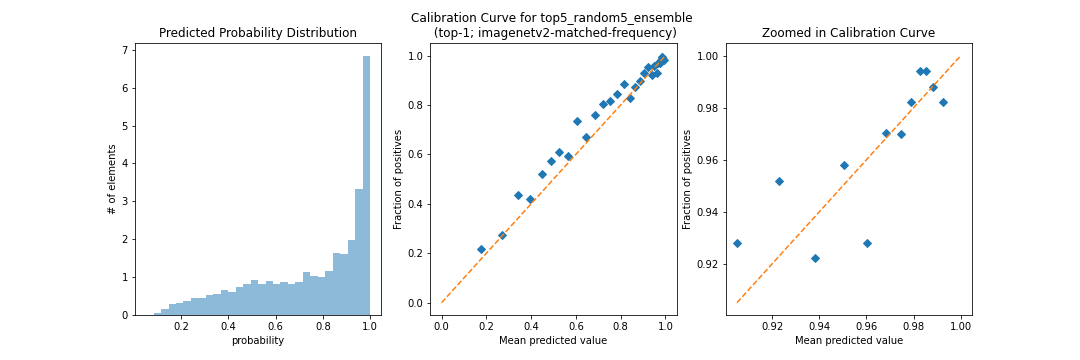 Predicted Probability Distribution
# of elements
7
6
5
4
3
2
1
0
0.2 0.4 0.6 0.8 1.0
probability
Calibration Curve for top5_random5_ensemble
(top-1; imagenetv2-matched-frequency)
Fraction of positives
1.0
0.8
0.6
0.4
0.2
0.0
0.0 0.2 0.4 0.6 0.8 1.0
Mean predicted value
Zoomed in Calibration Curve
Fraction of positives
1.00
0.98
0.96
0.94
0.92
0.92 0.94 0.96 0.98 1.00
Mean predicted value